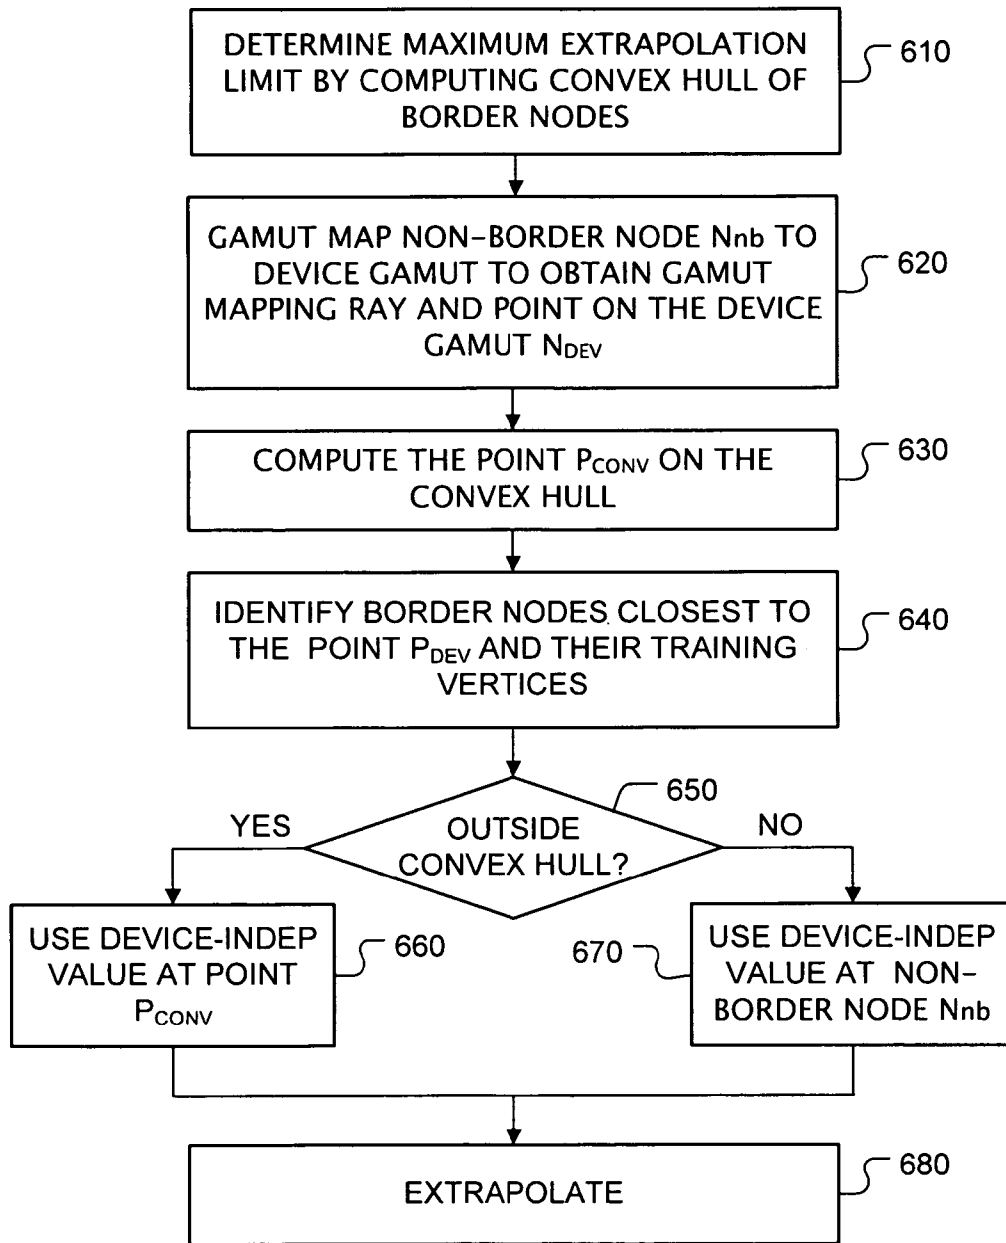 DETERMINE MAXIMUM EXTRAPOLATION
LIMIT BY COMPUTING CONVEX HULL OF
BORDER NODES
610
GAMUT MAP NON-BORDER NODE Nnb TO
DEVICE GAMUT TO OBTAIN GAMUT
MAPPING RAY AND POINT ON THE DEVICE
GAMUT NDEV
620
COMPUTE THE POINT PCONV ON THE
CONVEX HULL
630
IDENTIFY BORDER NODES CLOSEST TO
THE POINT PDEV AND THEIR TRAINING
VERTICES
640
650
YES
OUTSIDE
CONVEX HULL?
NO
USE DEVICE-INDEP
VALUE AT POINT
PCONV
660
670
USE DEVICE-INDEP
VALUE AT NON-
BORDER NODE Nnb
EXTRAPOLATE
680